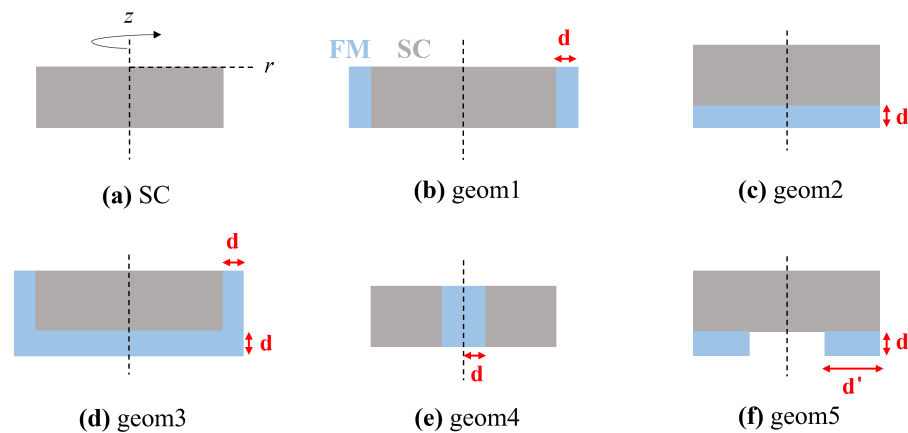 z
r
(a) SC
FM SC d
(b) geom1
d
(c) geom2
d
d
(d) geom3
d
(e) geom4
d
d'
(f) geom5